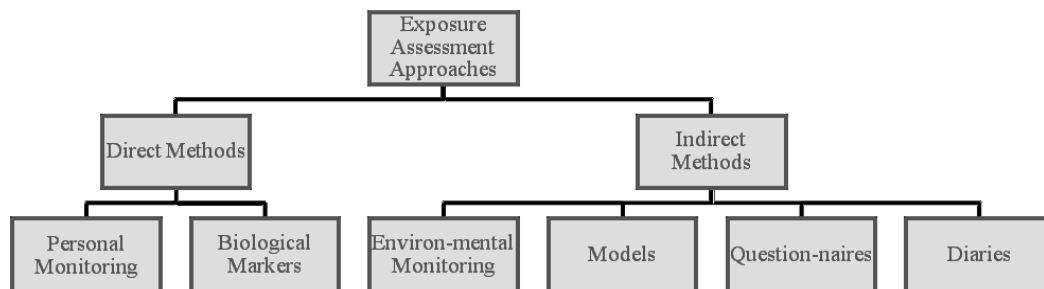 Exposure
Assessment
Approaches
Direct Methods
Indirect
Methods
Personal
Monitoring
Biological
Markers
Environ-mental
Monitoring
Models
Question-naires
Diaries